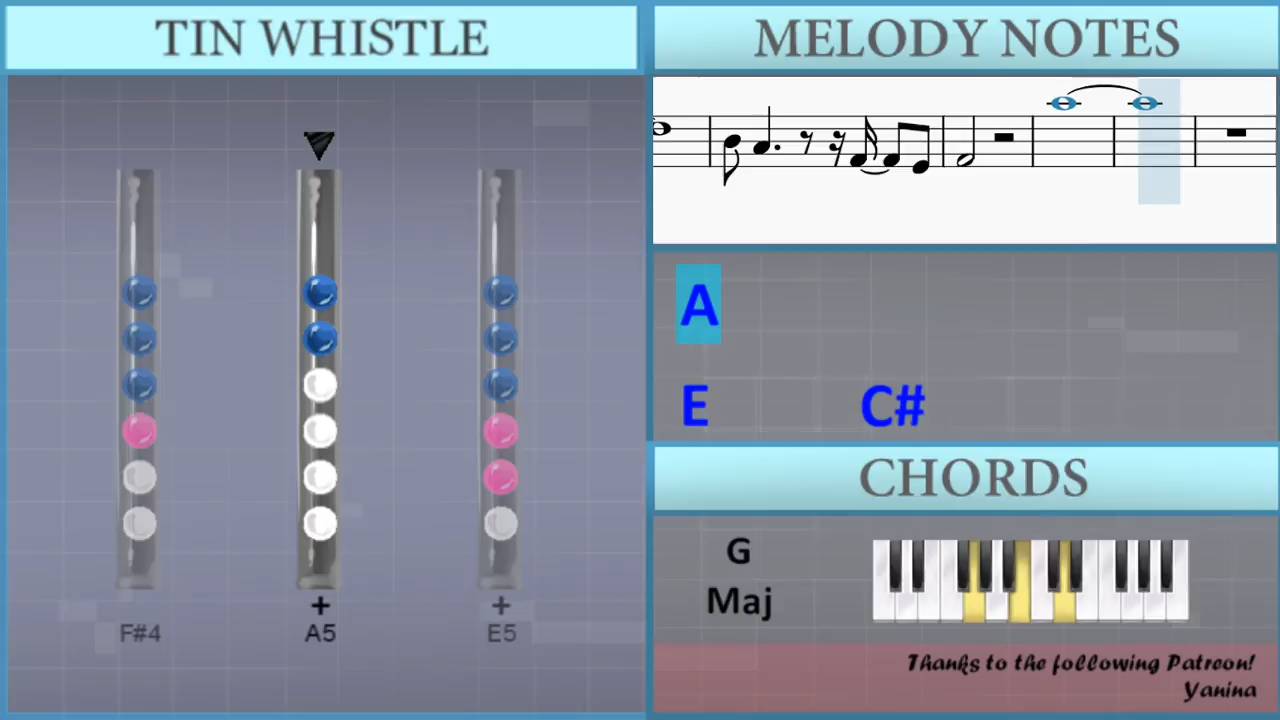 TIN WHISTLE
+
+
F#4
A5
E5
MELODY NOTES
A
E
C#
CHORDS
G
Maj
Thanks to the following Patreon!
Yanina